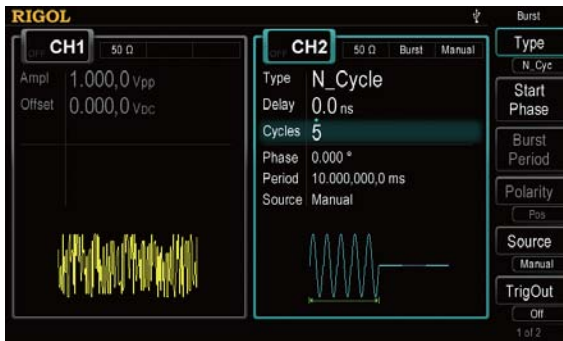 RIGOL
Burst
OFF CH1 50 Ω
Ampl 1.000,0 Vpp
Offset 0.000,0 VDC
OFF CH2 50 Ω Burst Manual
Type N_Cycle
Delay 0.0 ns
Cycles 5
Phase 0.000 °
Period 10.000,000,0 ms
Source Manual
Type
N_Cyc
Start
Phase
Burst
Period
Polarity
Pos
Source
Manual
TrigOut
Off
1 of 2